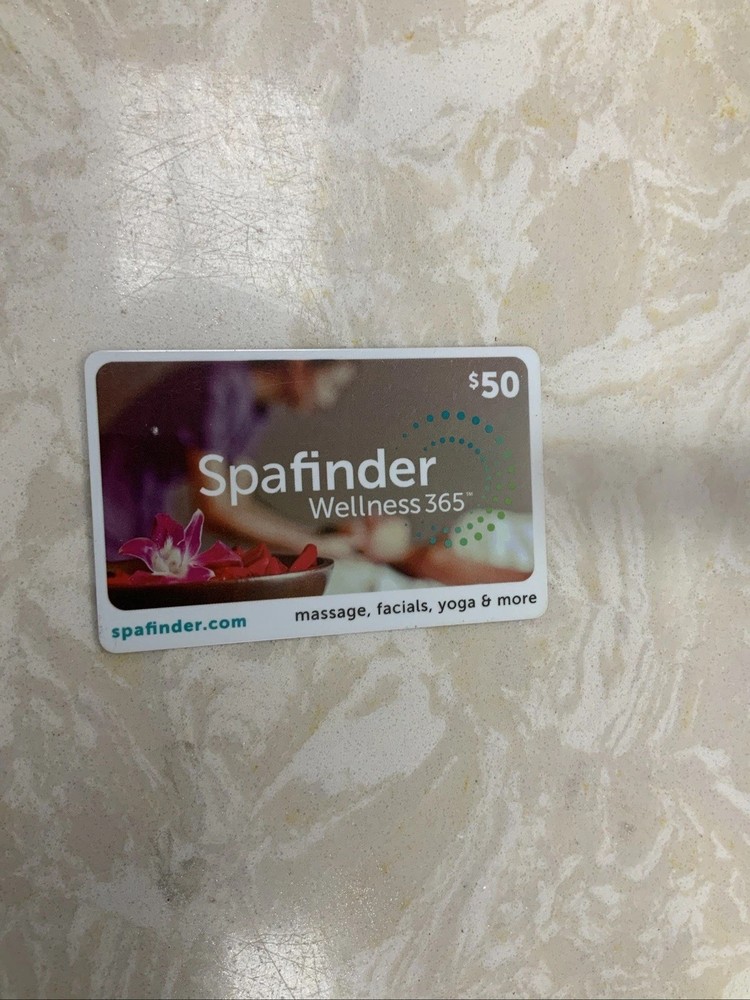 $50
Spafinder
Wellness 365™
spafinder.com
massage, facials, yoga & more